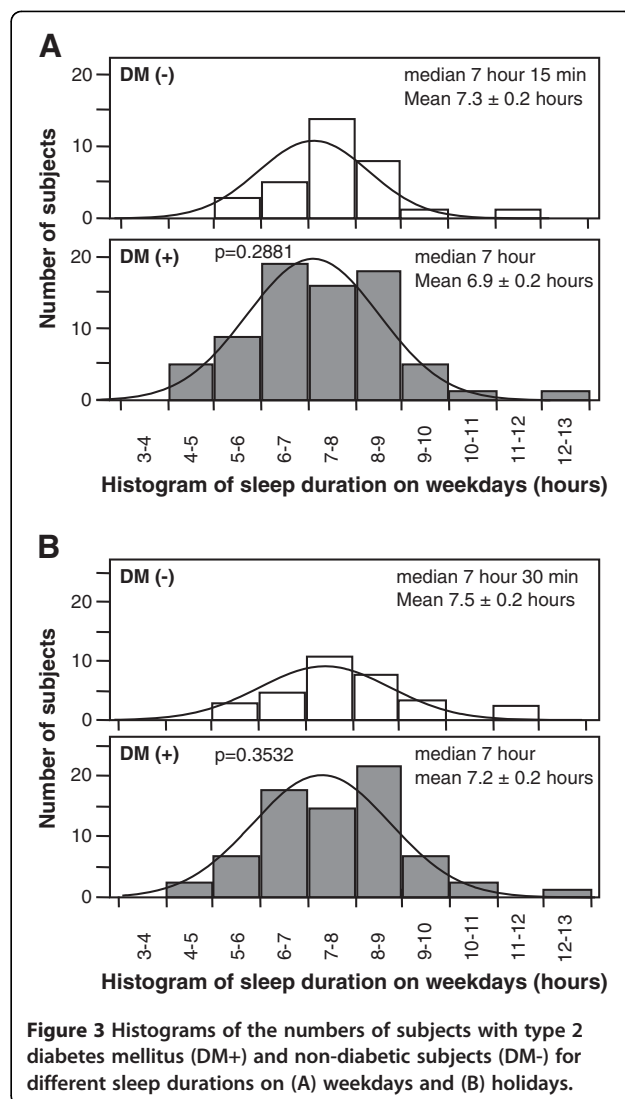 A
DM (-)
median 7 hour 15 min
Mean 7.3 ± 0.2 hours
20
10
0
DM (+)
p=0.2881
median 7 hour
Mean 6.9 ± 0.2 hours
20
10
0
Number of subjects
3-4 4-5 5-6 6-7 7-8 8-9 9-10 10-11 11-12 12-13
Histogram of sleep duration on weekdays (hours)
B
DM (-)
median 7 hour 30 min
Mean 7.5 ± 0.2 hours
20
10
0
DM (+)
p=0.3532
median 7 hour
mean 7.2 ± 0.2 hours
20
10
0
Number of subjects
3-4 4-5 5-6 6-7 7-8 8-9 9-10 10-11 11-12 12-13
Histogram of sleep duration on weekdays (hours)
Figure 3 Histograms of the numbers of subjects with type 2
diabetes mellitus (DM+) and non-diabetic subjects (DM-) for
different sleep durations on (A) weekdays and (B) holidays.